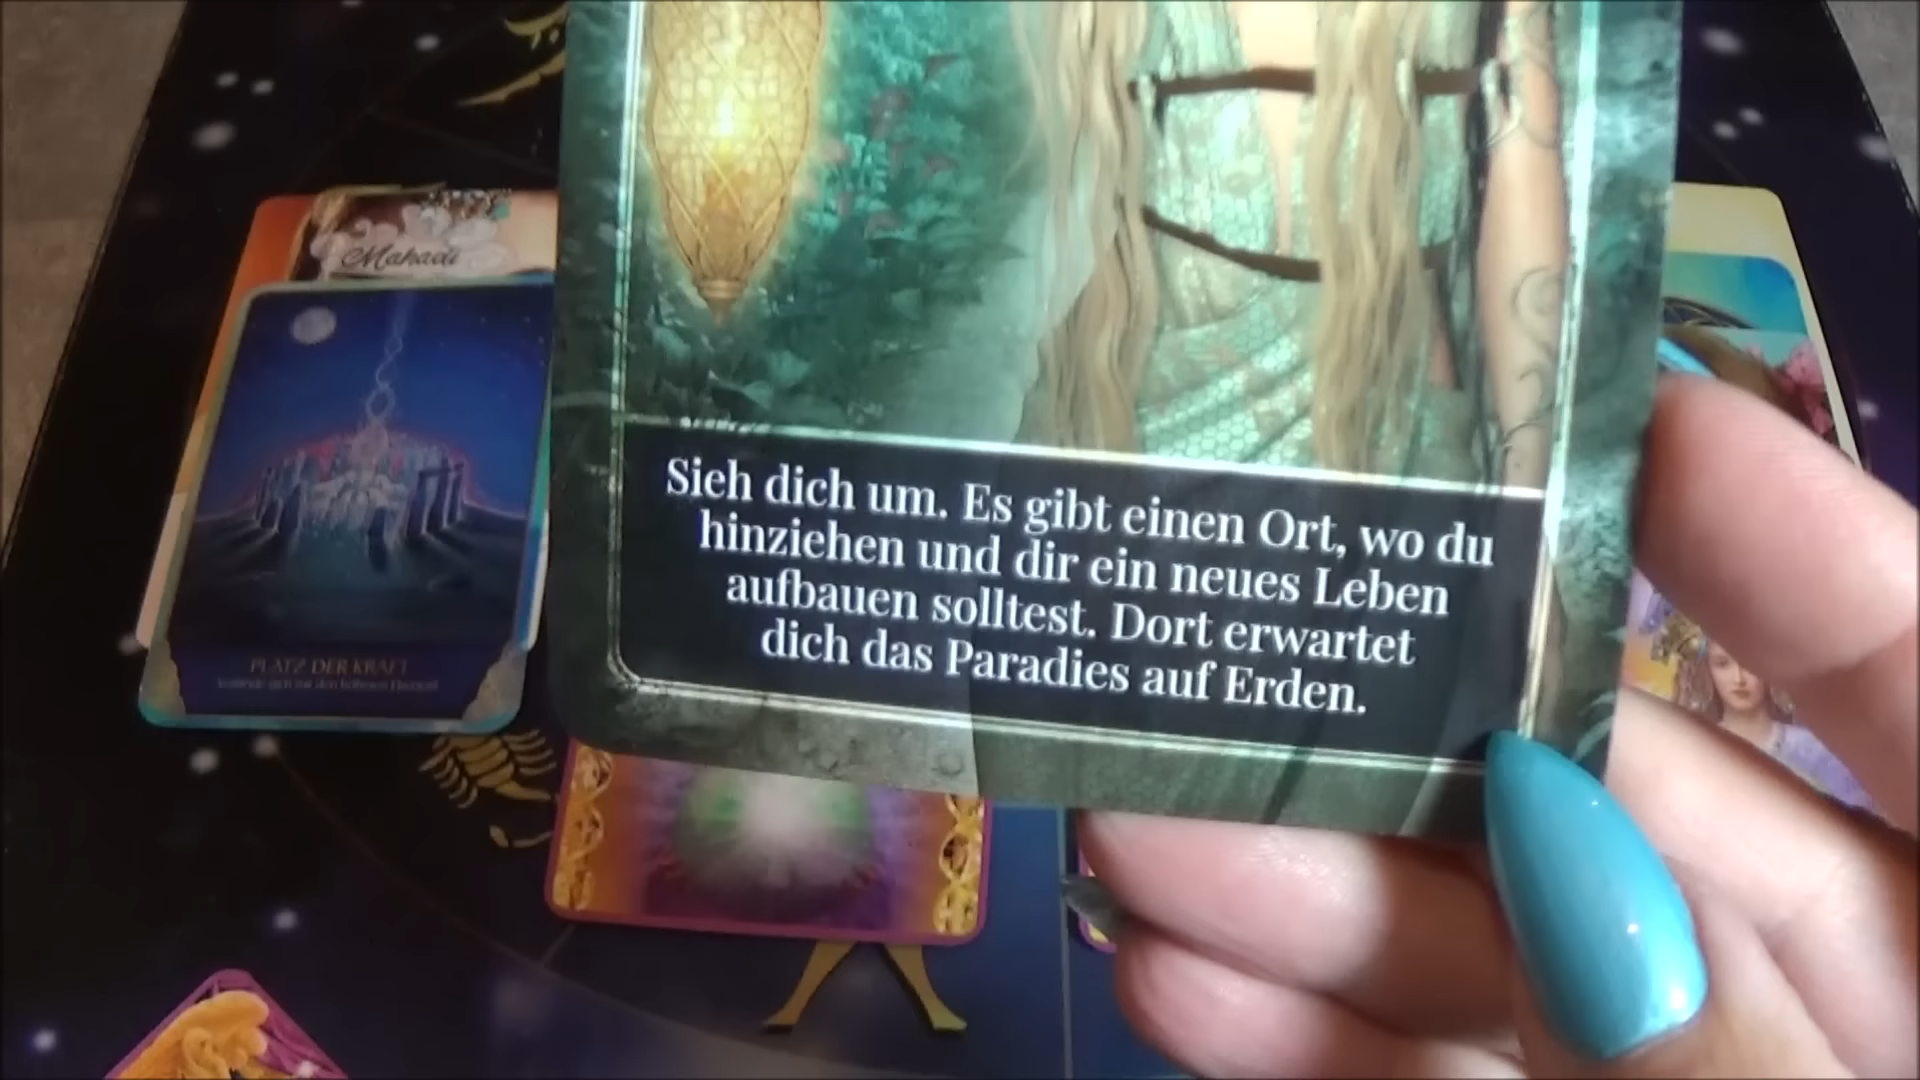 Mahadi
PLATZ DER KRAFT
Sieh dich um. Es gibt einen Ort, wo du
hinziehen und dir ein neues Leben
aufbauen solltest. Dort erwartet
dich das Paradies auf Erden.